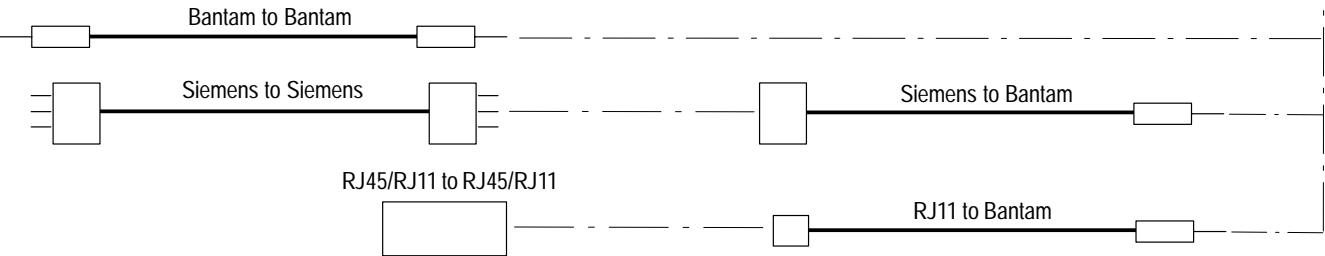 Bantam to Bantam
Siemens to Siemens
Siemens to Bantam
RJ45/RJ11 to RJ45/RJ11
RJ11 to Bantam